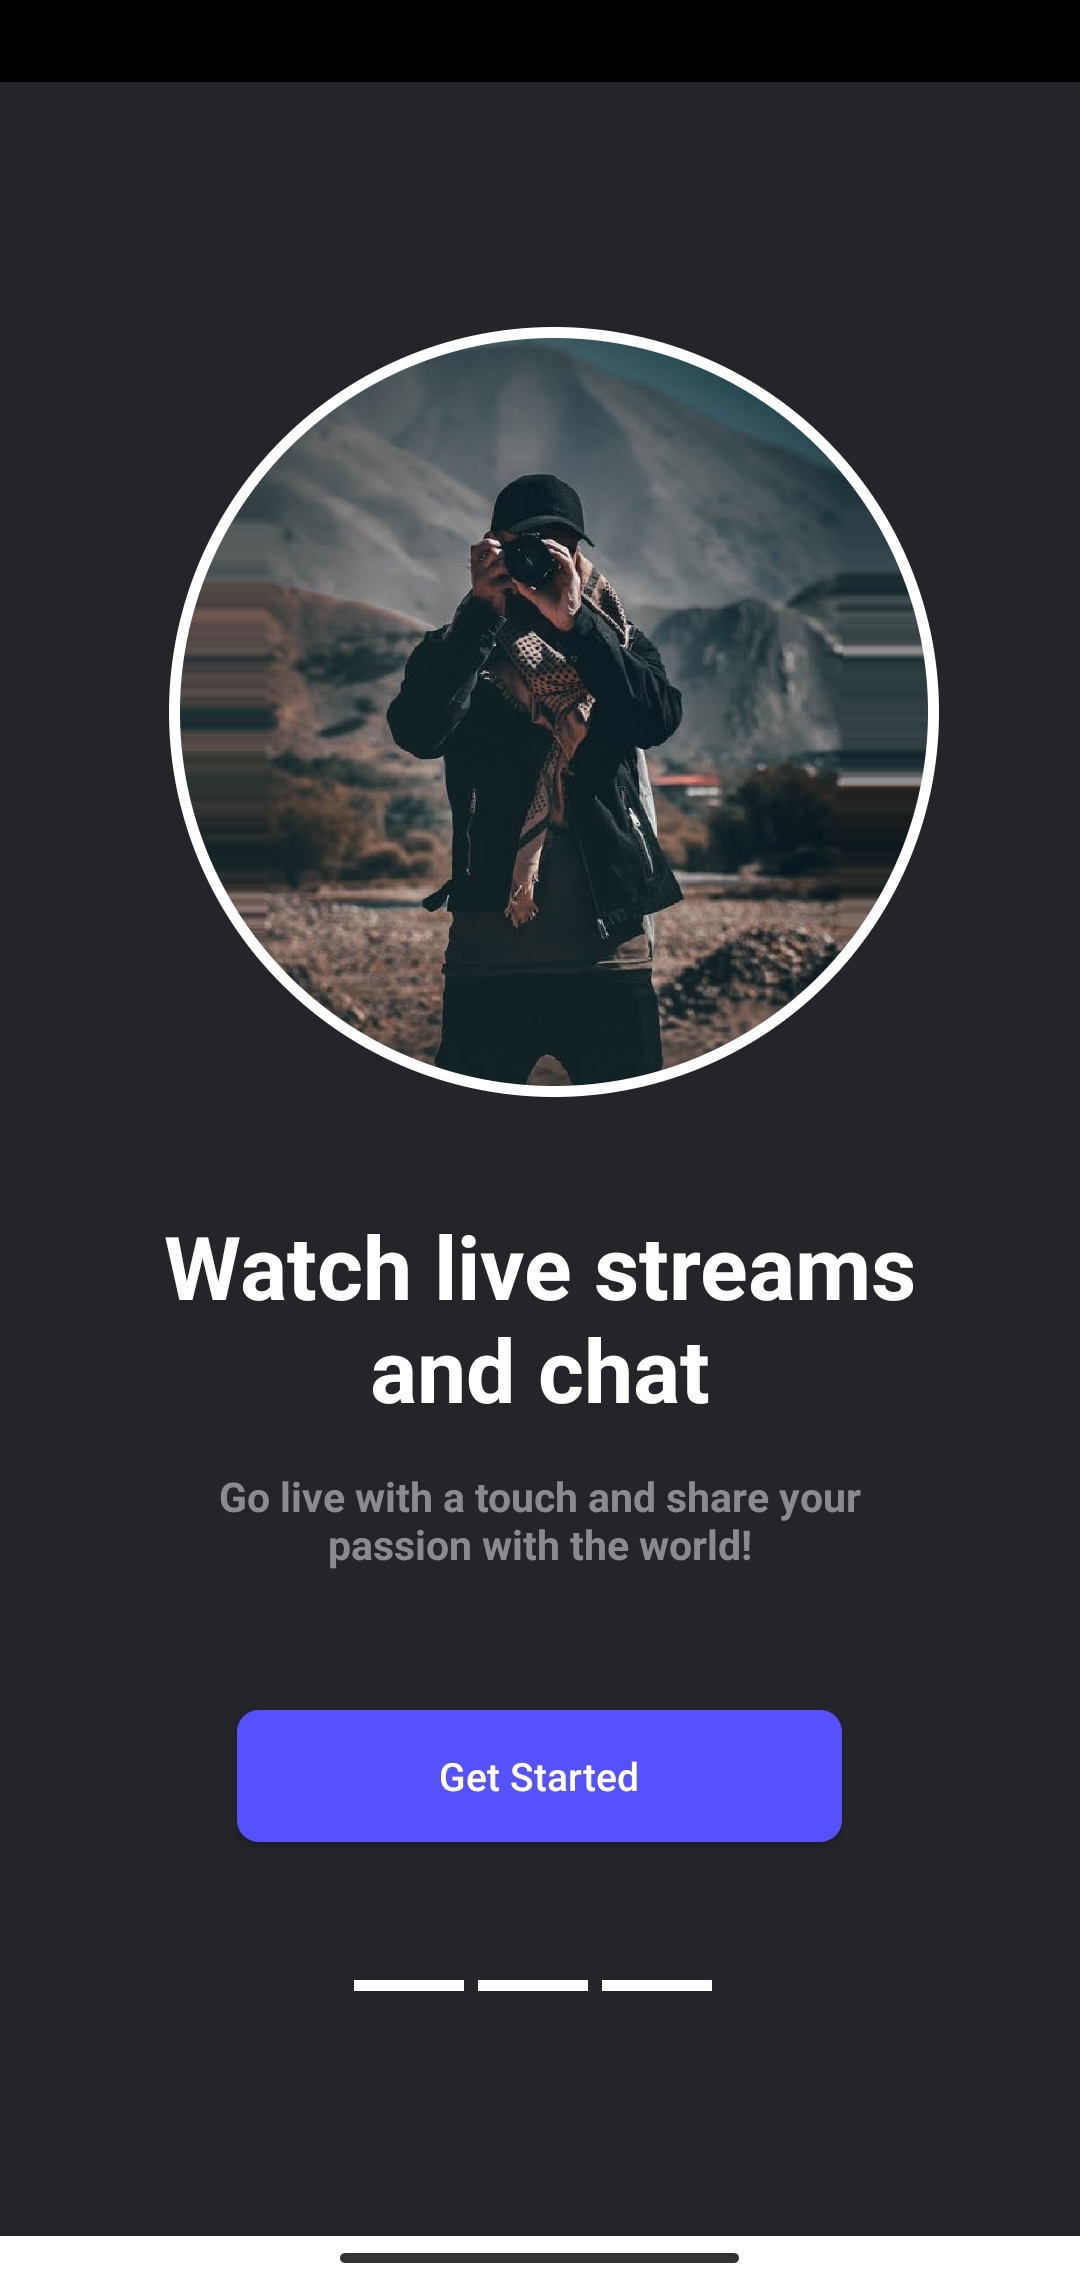 Watch live streams
and chat
Go live with a touch and share your
passion with the world!
Get Started